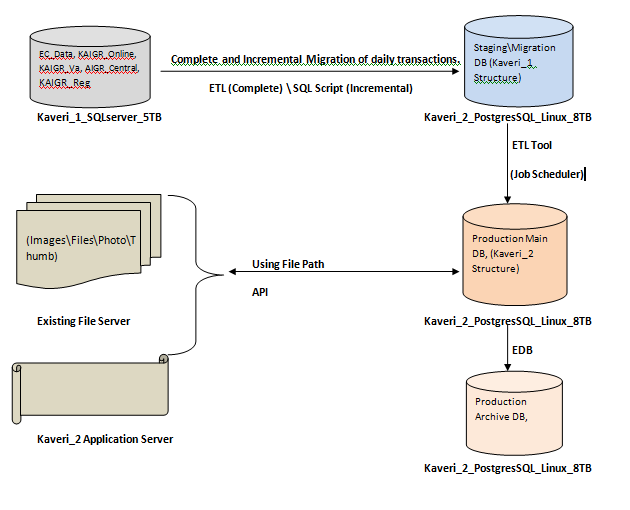 EC_Data, KAIGR_Online,
KAIGR_Va, AIGR_Central,
KAIGR_Reg
Kaveri_1_SQLserver_5TB
Complete and Incremental Migration of daily transactions.
ETL (Complete) \ SQL Script (Incremental)
Staging\Migration
DB (Kaveri_1_
Structure)
Kaveri_2_PostgresSQL_Linux_8TB
ETL Tool
(Job Scheduler)
(Images\Files\Photo\T
humb)
Existing File Server
Using File Path
API
Production Main
DB, (Kaveri_2
Structure)
Kaveri_2_PostgresSQL_Linux_8TB
EDB
Kaveri_2 Application Server
Production
Archive DB,
Kaveri_2_PostgresSQL_Linux_8TB